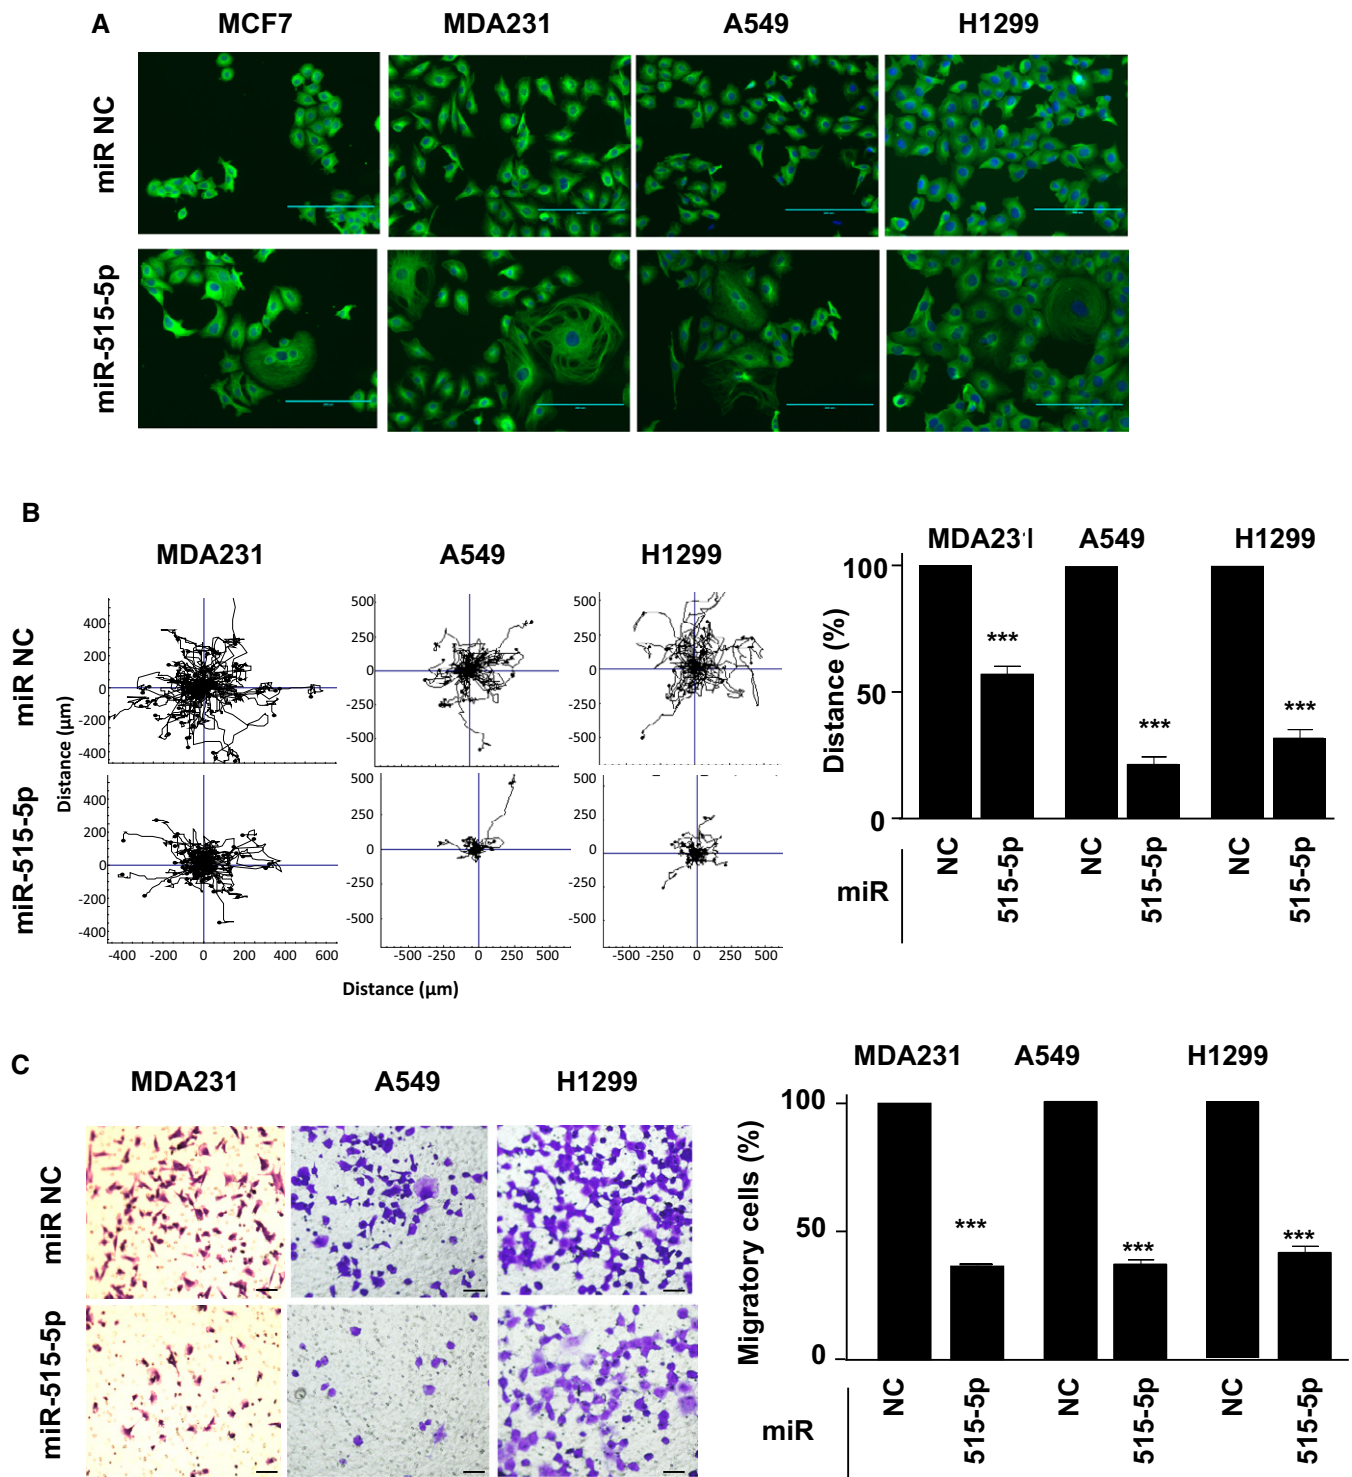 A
MCF7 MDA231 A549 H1299
miR NC
miR-515-5p
B
MDA231 A549 H1299
miR NC
miR-515-5p
Distance (µm)
400
200
0
-200
-400
500
250
0
-250
-500
500
250
0
-250
-500
400
200
0
-200
-400
500
250
0
-250
-500
500
250
0
-250
-500
-400 -200 0 200 400 600
-500 -250 0 250 500
-500 -250 0 250 500
Distance (µm)
MDA231 A549 H1299
Distance (%)
100
50
0
*** *** ***
miR
NC 515-5p NC 515-5p NC 515-5p
C
MDA231 A549 H1299
miR NC
miR-515-5p
MDA231 A549 H1299
Migratory cells (%)
100
50
0
*** *** ***
miR
NC 515-5p NC 515-5p NC 515-5p